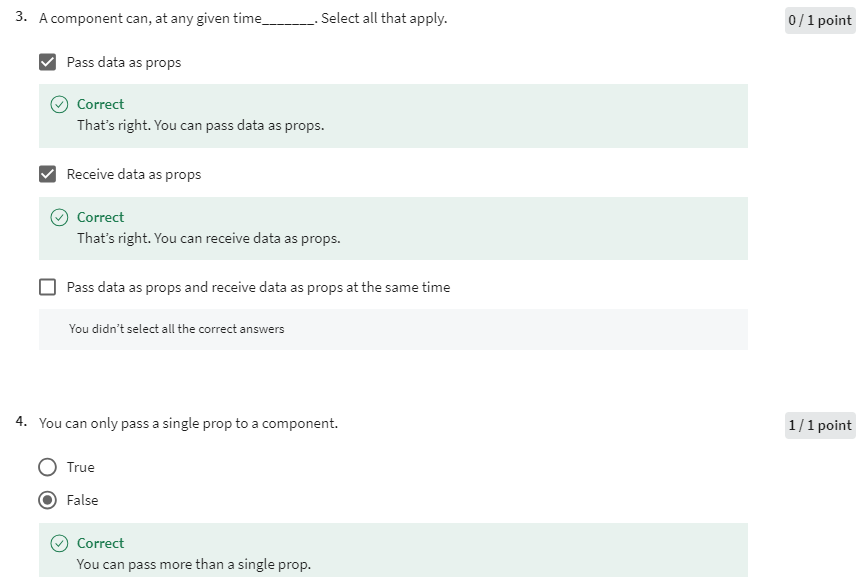 3. A component can, at any given time_______. Select all that apply.
0 / 1 point
Pass data as props
Correct
That's right. You can pass data as props.
Receive data as props
Correct
That's right. You can receive data as props.
Pass data as props and receive data as props at the same time
You didn't select all the correct answers
4. You can only pass a single prop to a component.
1 / 1 point
True
False
Correct
You can pass more than a single prop.